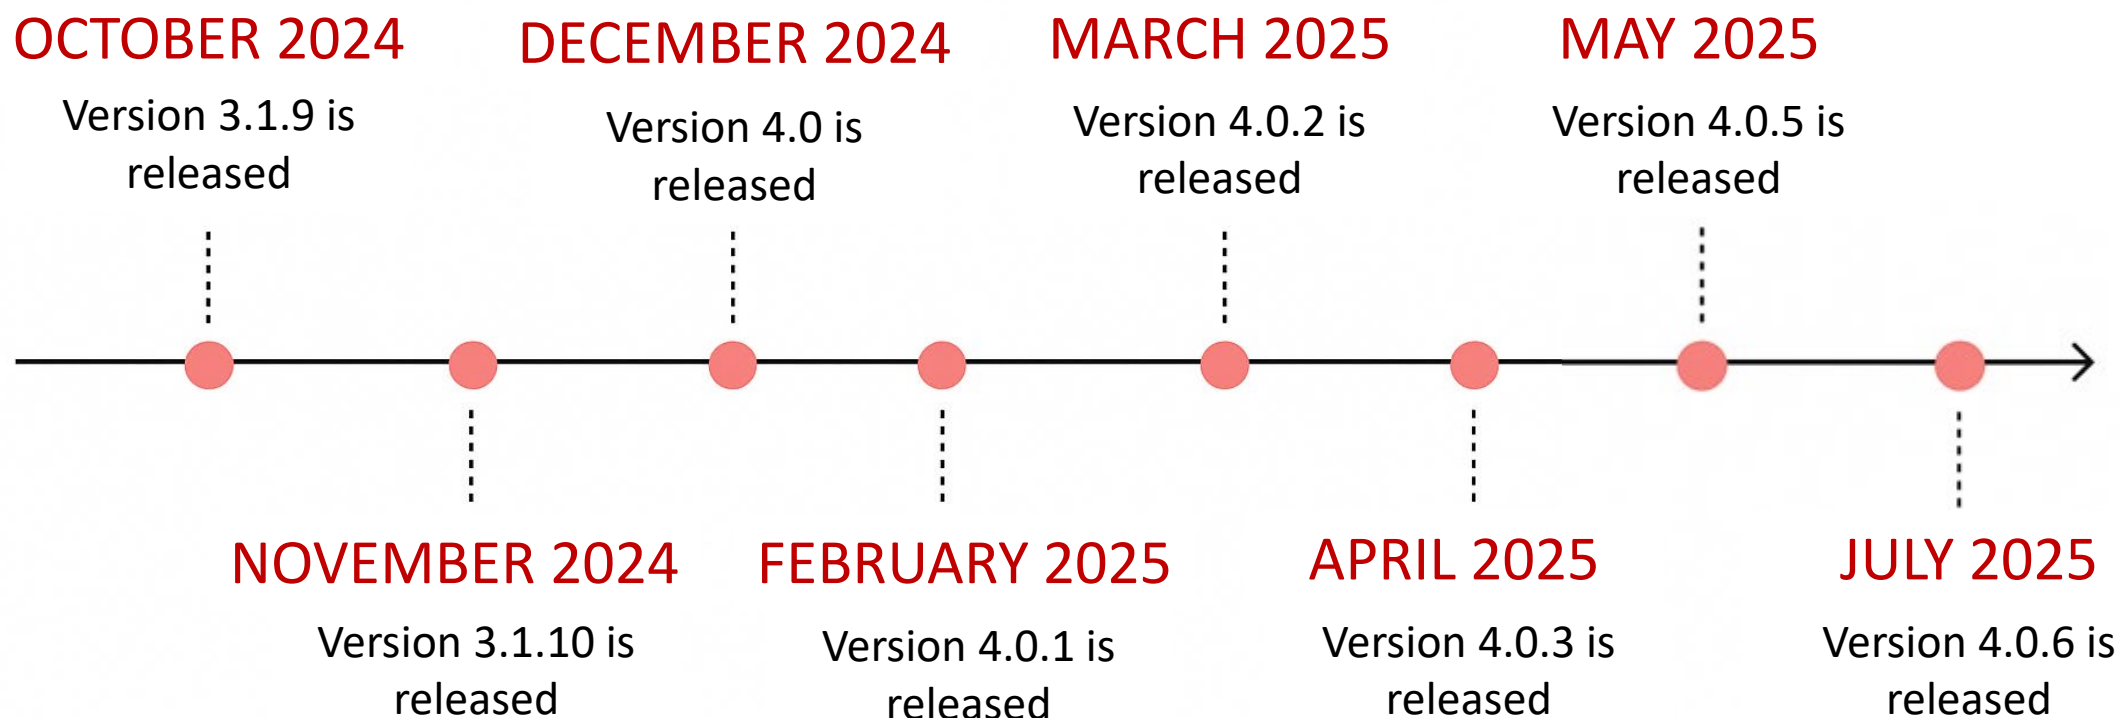 OCTOBER 2024
Version 3.1.9 is
released
NOVEMBER 2024
Version 3.1.10 is
released
DECEMBER 2024
Version 4.0 is
released
FEBRUARY 2025
Version 4.0.1 is
released
MARCH 2025
Version 4.0.2 is
released
APRIL 2025
Version 4.0.3 is
released
MAY 2025
Version 4.0.5 is
released
JULY 2025
Version 4.0.6 is
released